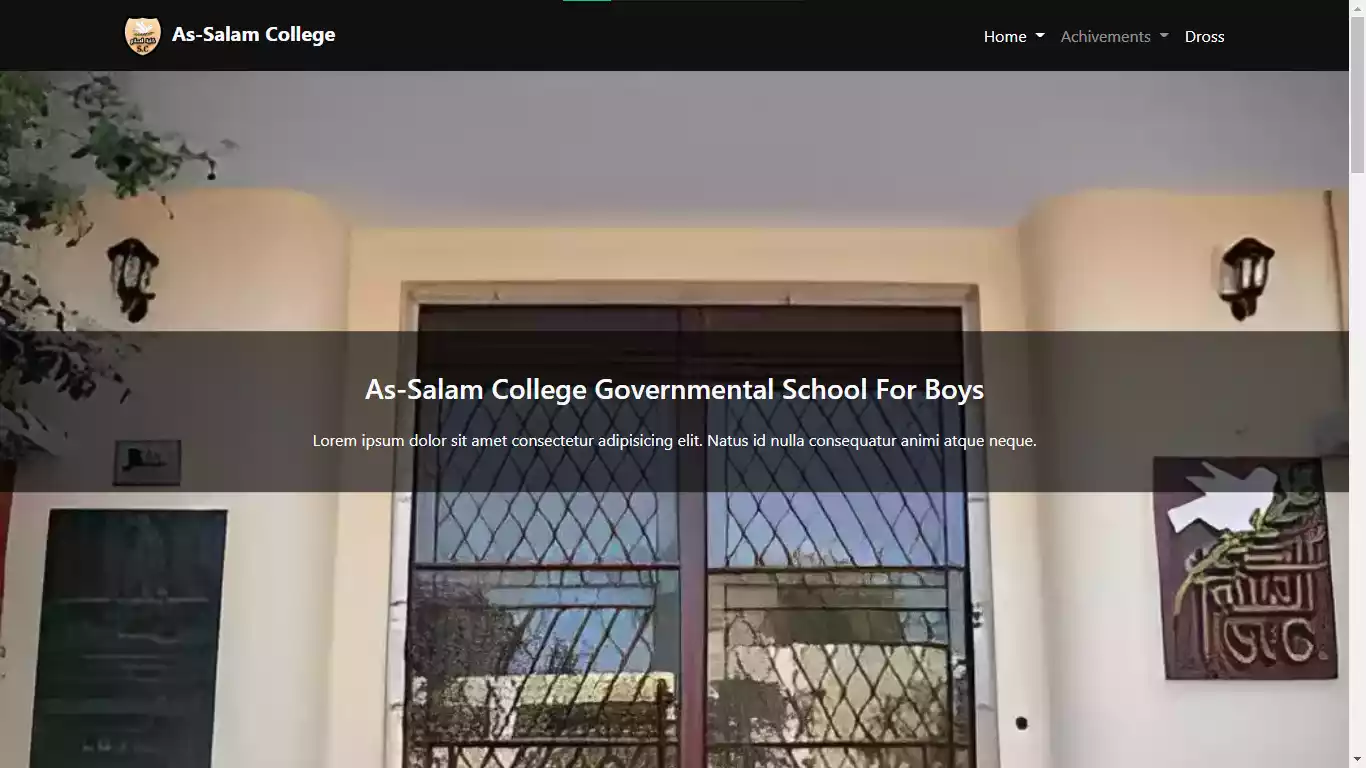 As-Salam College
Home
Achivements
Dross
As-Salam College Governmental School For Boys
Lorem ipsum dolor sit amet consectetur adipisicing elit. Natus id nulla consequatur animi atque neque.
S.C